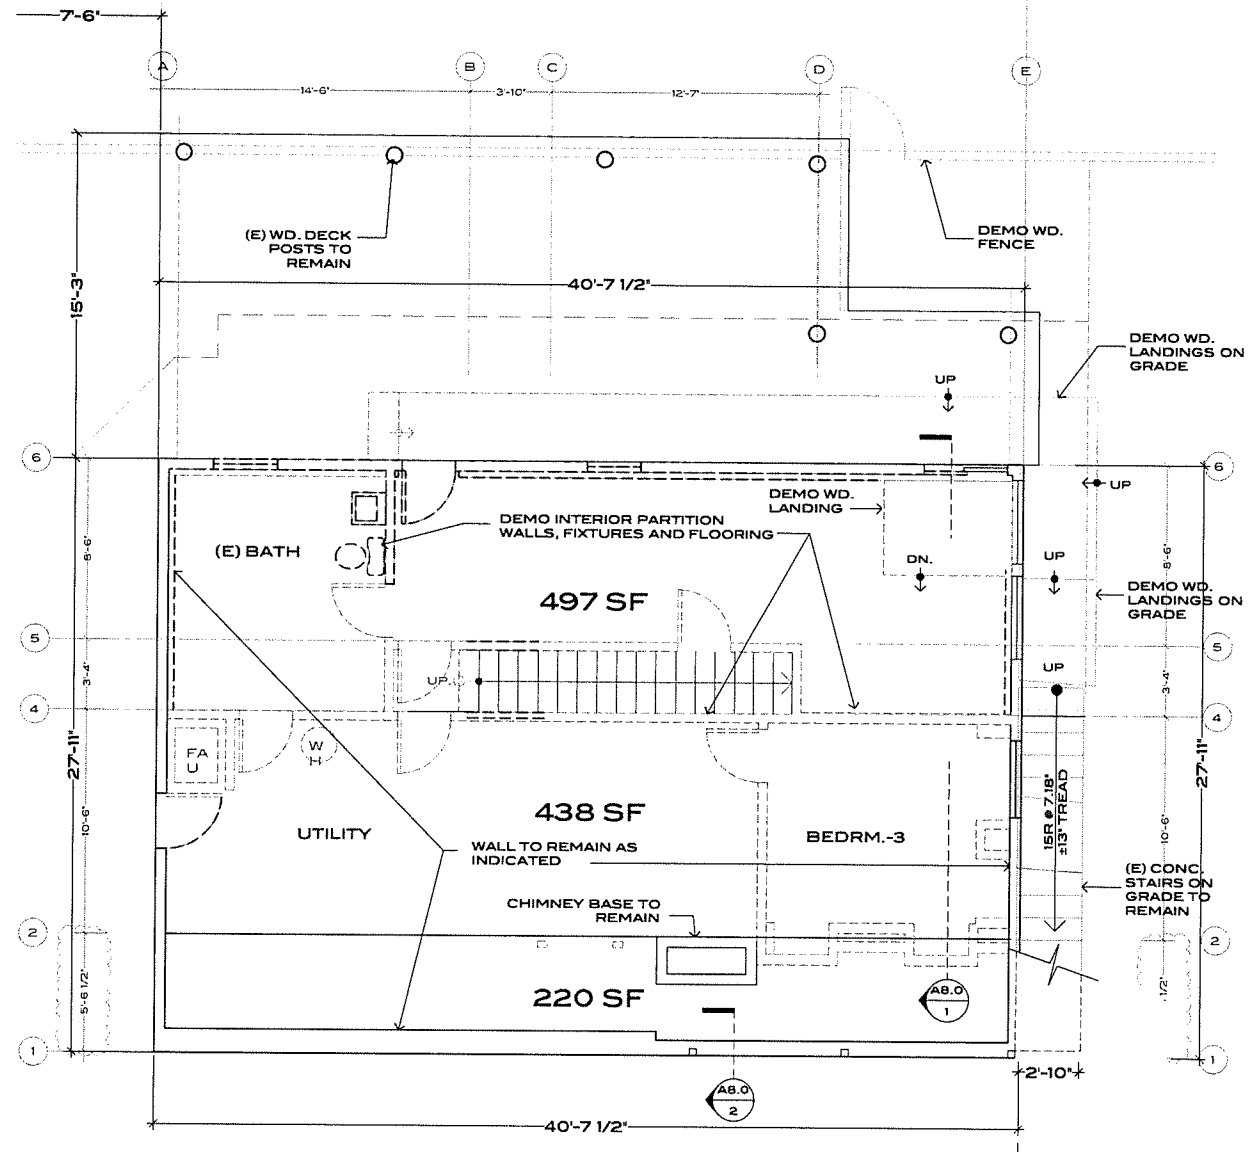 7'-6"
A
B
C
D
E
14'-6"
3'-10"
12'-7"
(E) WD. DECK
POSTS TO
REMAIN
DEMO WD.
FENCE
15'-3"
40'-7 1/2"
DEMO WD.
LANDINGS ON
GRADE
UP
6
6
UP
DEMO WD.
LANDING
DEMO INTERIOR PARTITION
WALLS, FIXTURES AND FLOORING
(E) BATH
8'-6"
8'-6"
DN.
UP
DEMO WD.
LANDINGS ON
GRADE
497 SF
5
5
3'-4"
3'-4"
UP.
UP
4
4
27'-11"
27'-11"
FA
U
W
H
438 SF
UTILITY
BEDRM.-3
10'-6"
10'-6"
15R @ 7.18"
±13" TREAD
WALL TO REMAIN AS
INDICATED
(E) CONC.
STAIRS ON
GRADE TO
REMAIN
CHIMNEY BASE TO
REMAIN
2
2
5'-6 1/2"
1/2"
220 SF
A8.0
1
1
1
2'-10"
A8.0
2
40'-7 1/2"